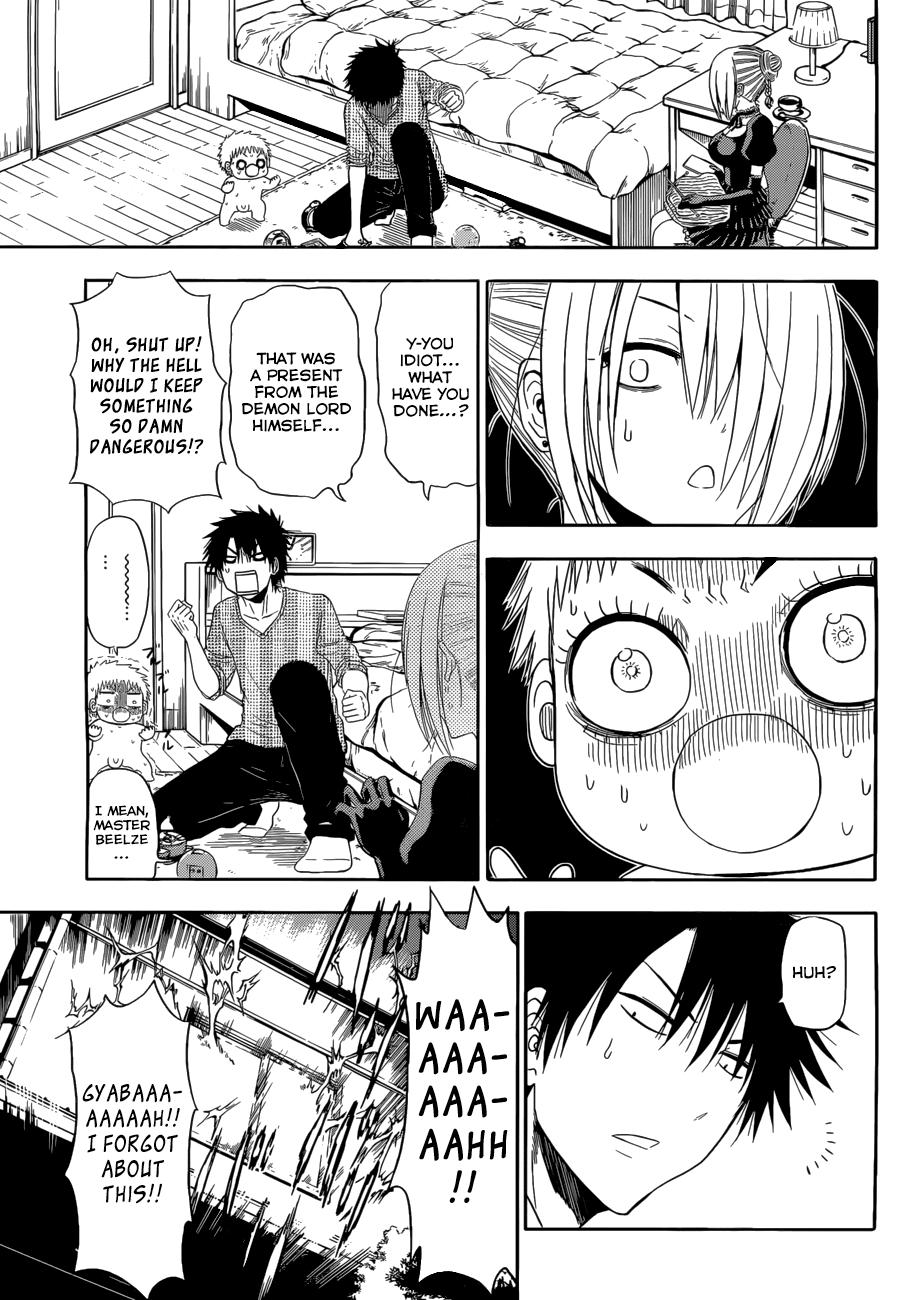 Y-YOU
IDIOT...
WHAT
HAVE YOU
DONE...?
THAT WAS
A PRESENT
FROM THE
DEMON LORD
HIMSELF...
OH, SHUT UP!
WHY THE HELL
WOULD I KEEP
SOMETHING
SO DAMN
DANGEROUS!?
...
I MEAN,
MASTER
BEELZE
...
HUH?
WAA-
AAA-
AAA-
AAHH
!!
GYABAAA-
AAAAAH!!
I FORGOT
ABOUT
THIS!!